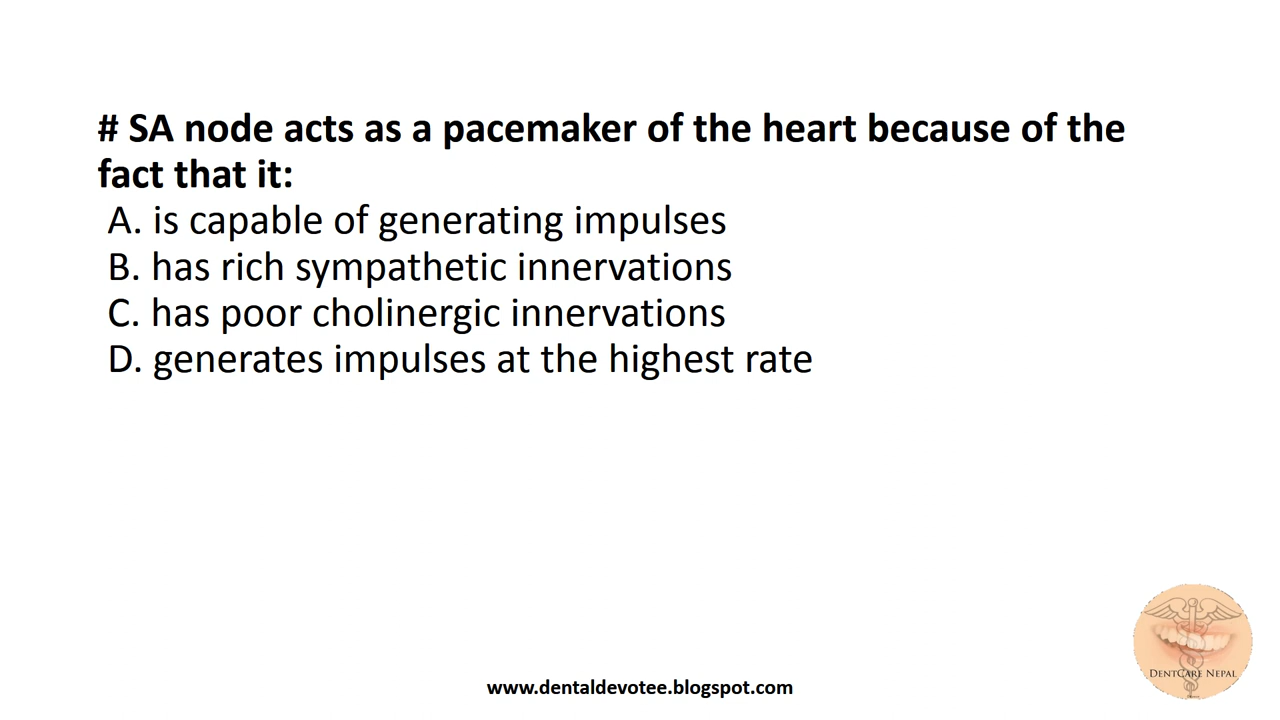 # SA node acts as a pacemaker of the heart because of the
fact that it:
A. is capable of generating impulses
B. has rich sympathetic innervations
C. has poor cholinergic innervations
D. generates impulses at the highest rate
DENTCARE NEPAL
www.dentaldevotee.blogspot.com